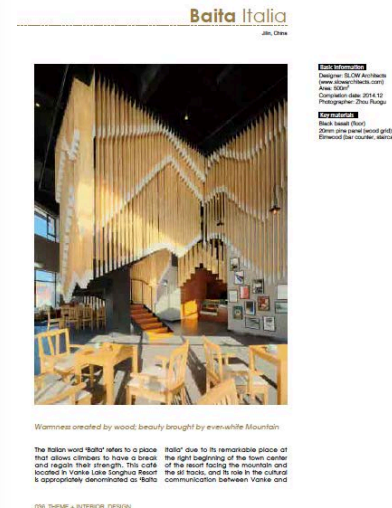 Baita Italia
Jilin, China
Basic Information
Designer: SLOW Architects
(www.slowarchitects.com)
Area: 500m²
Completion date: 2014.12
Photographer: Zhou Ruogu
Key materials
Black basalt (floor)
20mm pine panel (wood grid)
Elmwood (bar counter, stairca
Warmness created by wood; beauty brought by ever-white Mountain
The Italian word "Baita" refers to a place
that allows climbers to have a break
and regain their strength. This café
located in Vanke Lake Songhua Resort
is appropriately denominated as "Baita
Italia" due to its remarkable place at
the right beginning of the town center
of the resort facing the mountain and
the ski tracks, and its role in the cultural
communication between Vanke and
036 THEME + INTERIOR DESIGN